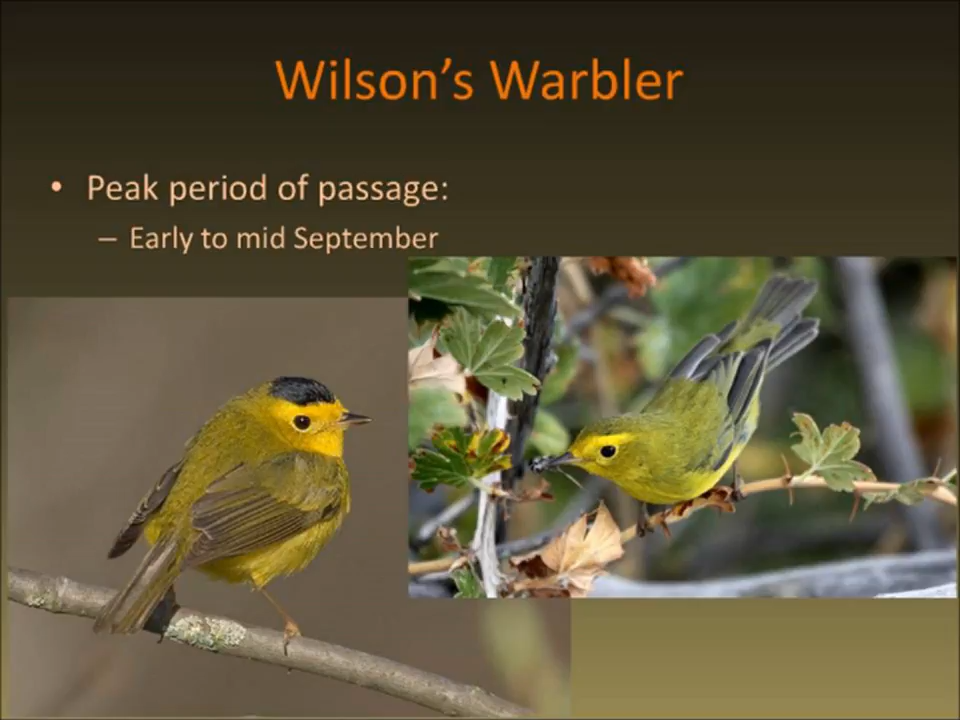 Wilson’s Warbler
• Peak period of passage:
– Early to mid September